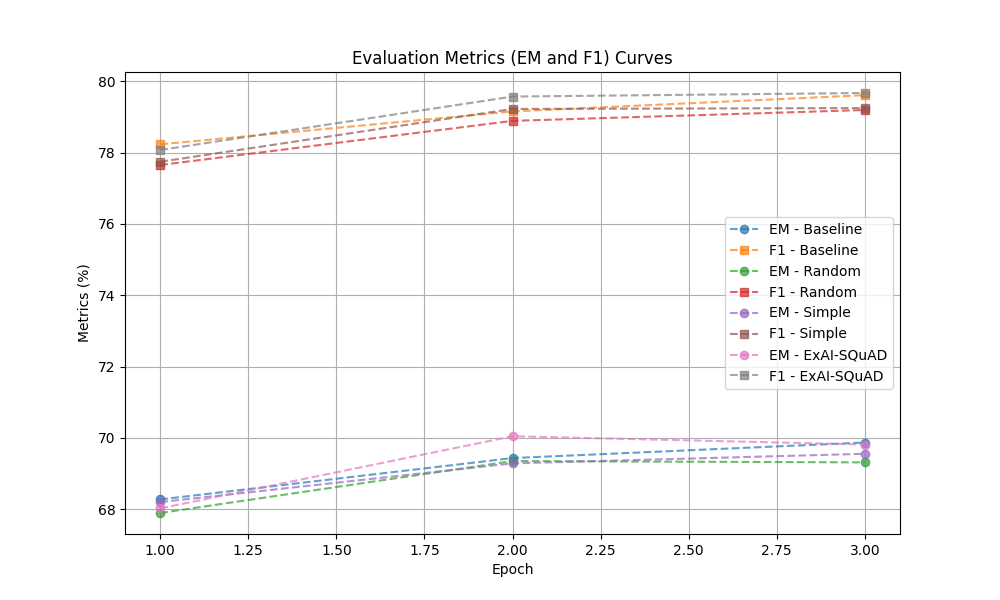 Evaluation Metrics (EM and F1) Curves
Metrics (%)
80
78
76
74
72
70
68
EM - Baseline
F1 - Baseline
EM - Random
F1 - Random
EM - Simple
F1 - Simple
EM - ExAI-SQuAD
F1 - ExAI-SQuAD
1.00 1.25 1.50 1.75 2.00 2.25 2.50 2.75 3.00
Epoch